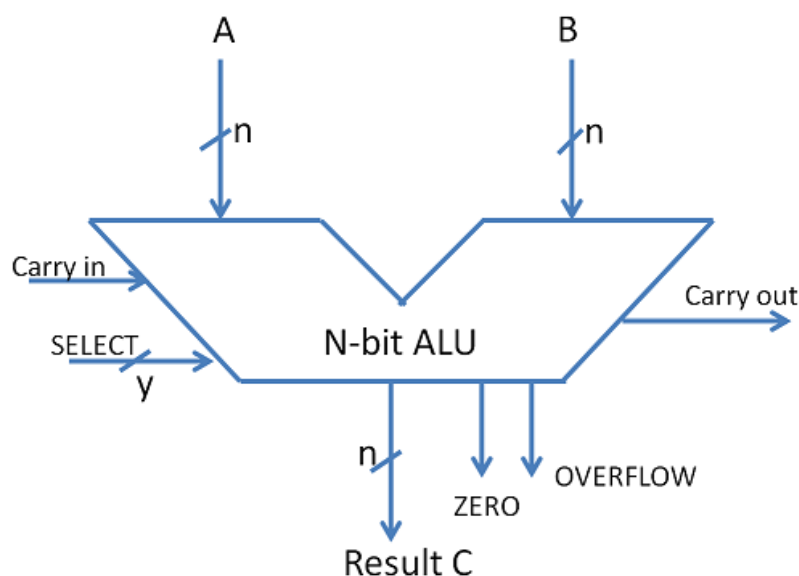 A
B
n
n
Carry in
Carry out
SELECT
N-bit ALU
y
n
OVERFLOW
ZERO
Result C